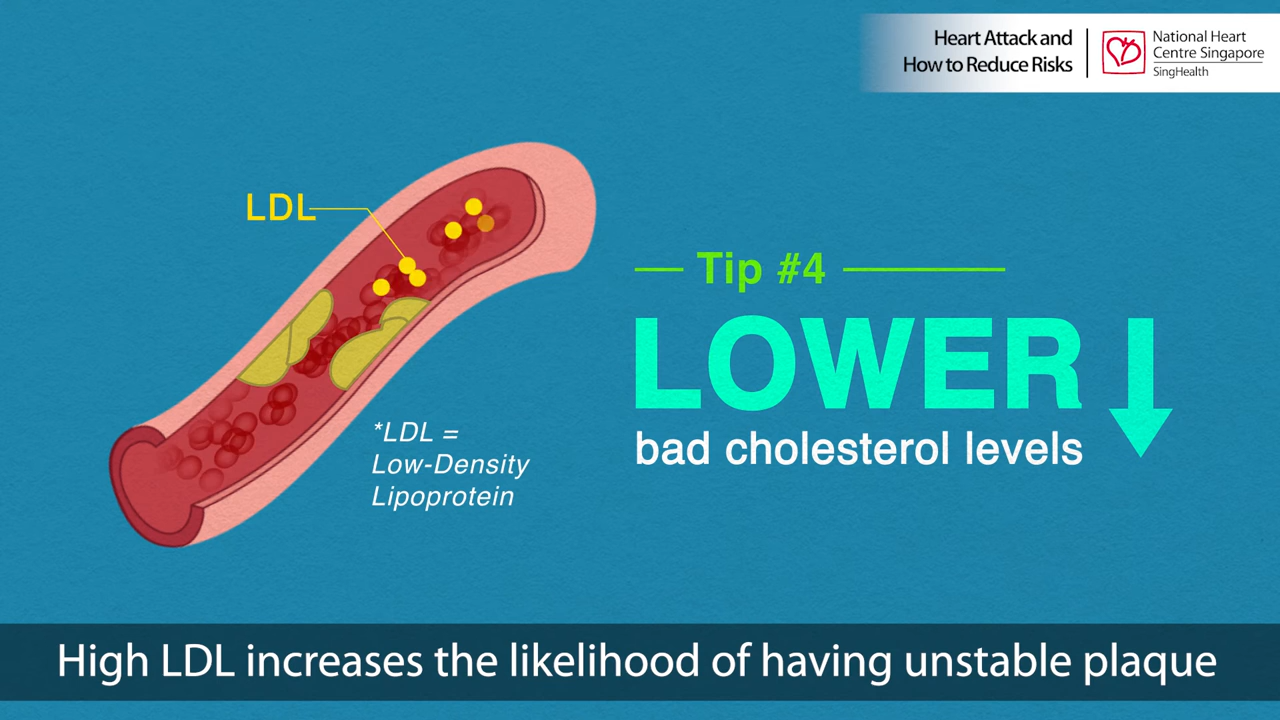 Heart Attack and
How to Reduce Risks
National Heart
Centre Singapore
SingHealth
LDL
Tip #4
LOWER
bad cholesterol levels
*LDL =
Low-Density
Lipoprotein
High LDL increases the likelihood of having unstable plaque